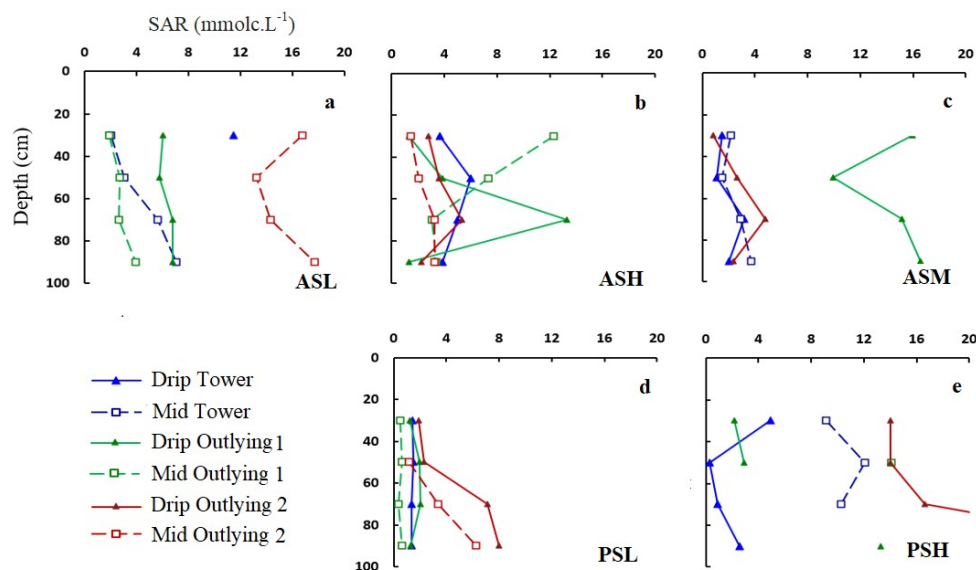 SAR (mmolc.L⁻¹)
0 4 8 12 16 20
0 4 8 12 16 20
0 4 8 12 16 20
Depth (cm)
0
20
40
60
80
100
a
b
c
ASL
ASH
ASM
0 4 8 12 16 20
0 4 8 12 16 20
0
20
40
60
80
100
d
e
PSL
PSH
Drip Tower
Mid Tower
Drip Outlying 1
Mid Outlying 1
Drip Outlying 2
Mid Outlying 2